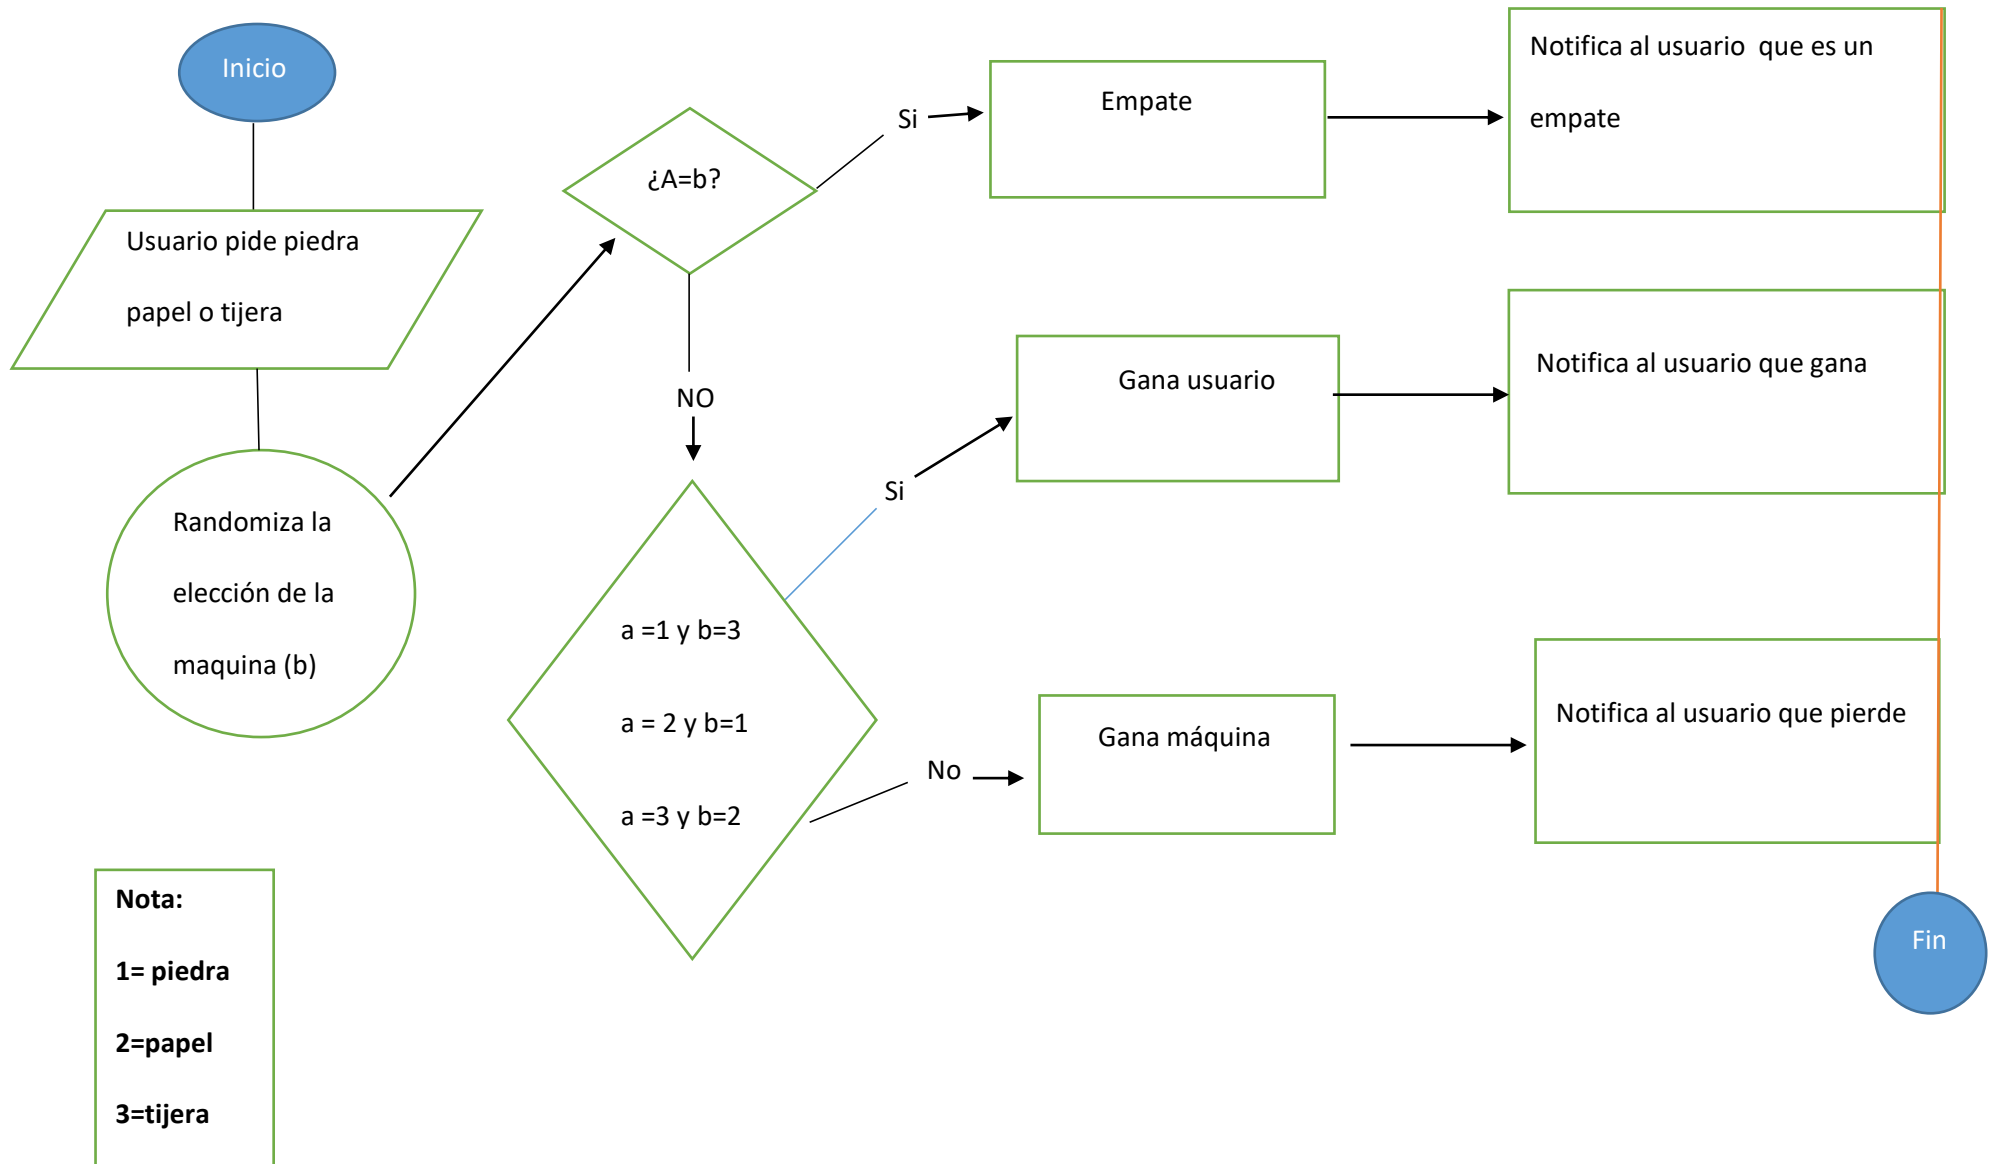 Inicio
Usuario pide piedra
papel o tijera
Randomiza la
elección de la
maquina (b)
¿A=b?
Si
Empate
Notifica al usuario  que es un
empate
NO
a =1 y b=3
a = 2 y b=1
a =3 y b=2
Si
Gana usuario
Notifica al usuario que gana
No
Gana máquina
Notifica al usuario que pierde
Fin
Nota:
1= piedra
2=papel
3=tijera